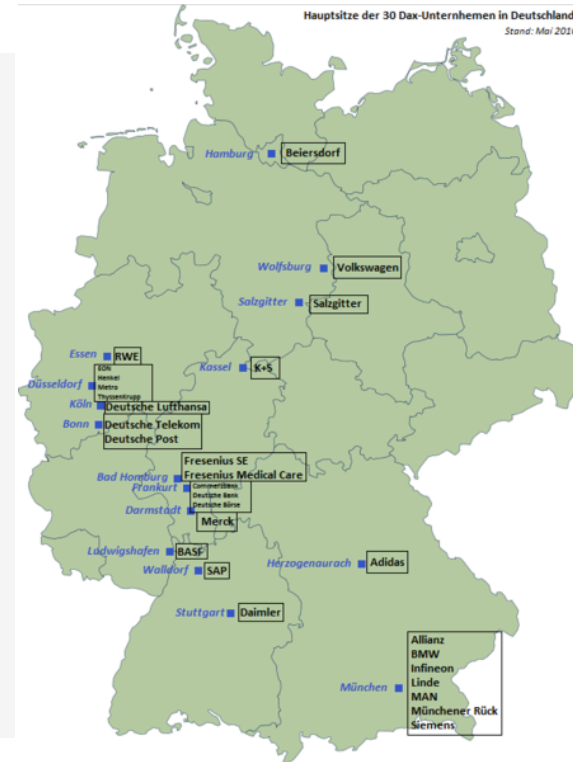 Hauptsitze der 30 Dax-Unternhemen in Deutschland
Stand: Mai 2010
Hamburg Beiersdorf
Wolfsburg Volkswagen
Salzgitter Salzgitter
Essen RWE
EON
Düsseldorf Henkel
Metro
ThyssenKrupp
Kassel K+S
Köln Deutsche Lufthansa
Bonn Deutsche Telekom
Deutsche Post
Fresenius SE
Bad Homburg Fresenius Medical Care
Frankurt Commerzbank
Deutsche Bank
Deutsche Börse
Darmstadt Merck
Ludwigshafen BASF
Walldorf SAP
Herzogenaurach Adidas
Stuttgart Daimler
Allianz
BMW
Infineon
Linde
München MAN
Münchener Rück
Siemens